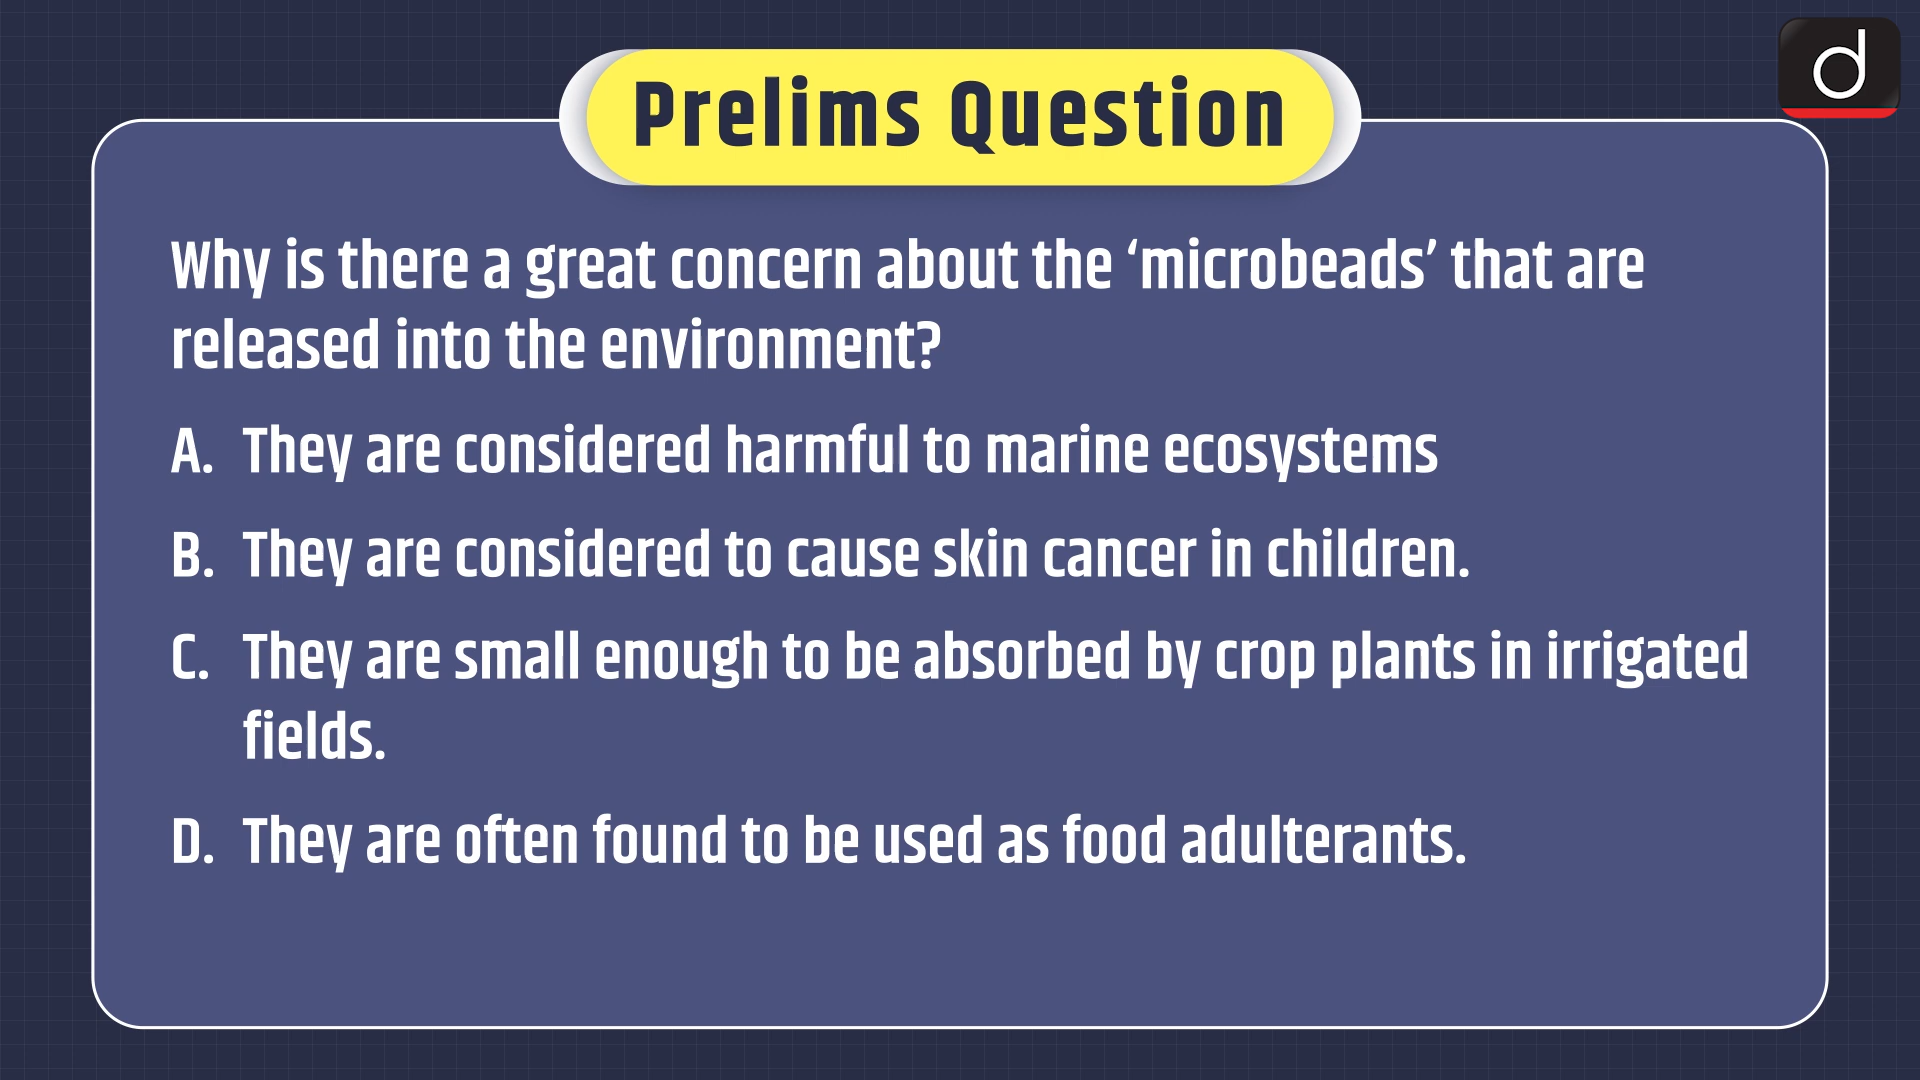 d
Prelims Question
Why is there a great concern about the ‘microbeads’ that are
released into the environment?
A. They are considered harmful to marine ecosystems
B. They are considered to cause skin cancer in children.
C. They are small enough to be absorbed by crop plants in irrigated
fields.
D. They are often found to be used as food adulterants.